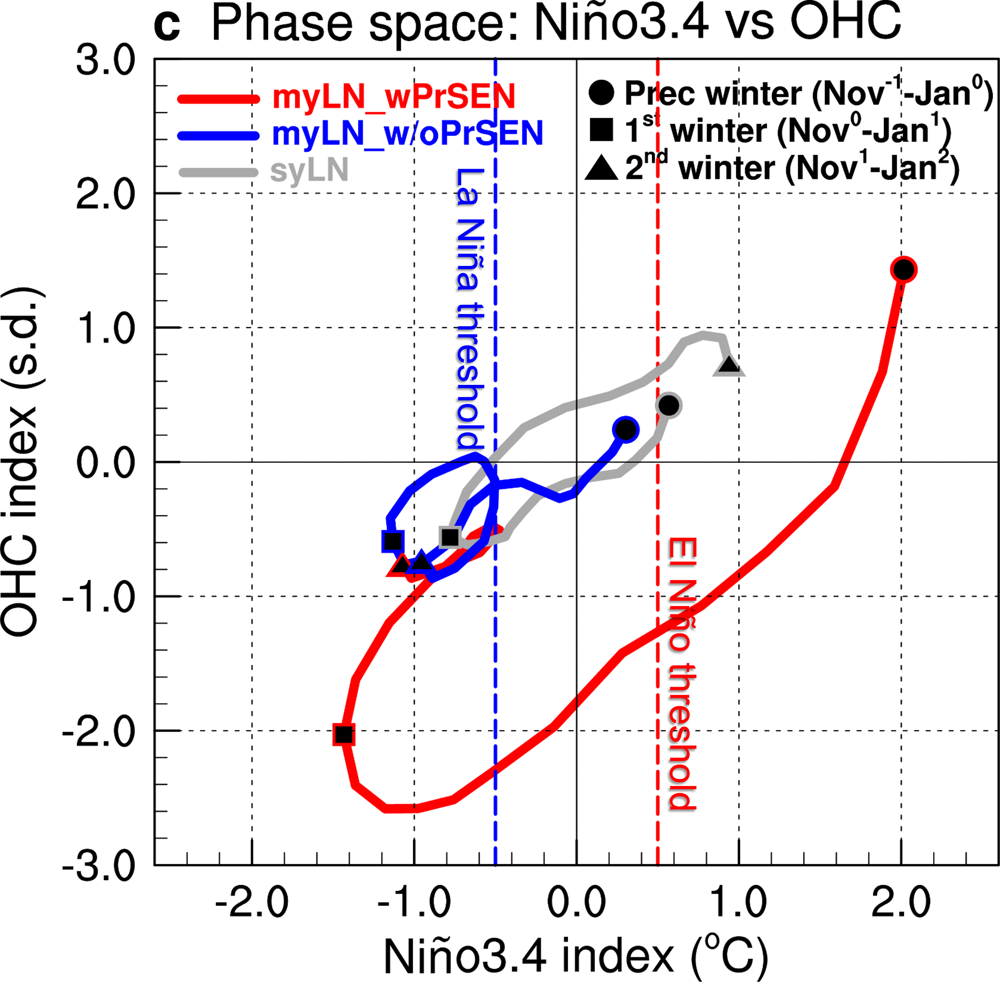 c Phase space: Niño3.4 vs OHC
myLN_wPrSEN
myLN_w/oPrSEN
syLN
Prec winter (Nov⁻¹-Jan⁰)
1ˢᵗ winter (Nov⁰-Jan¹)
2ⁿᵈ winter (Nov¹-Jan²)
La Niña threshold
El Niño threshold
OHC index (s.d.)
3.0
2.0
1.0
0.0
-1.0
-2.0
-3.0
-2.0 -1.0 0.0 1.0 2.0
Niño3.4 index (°C)